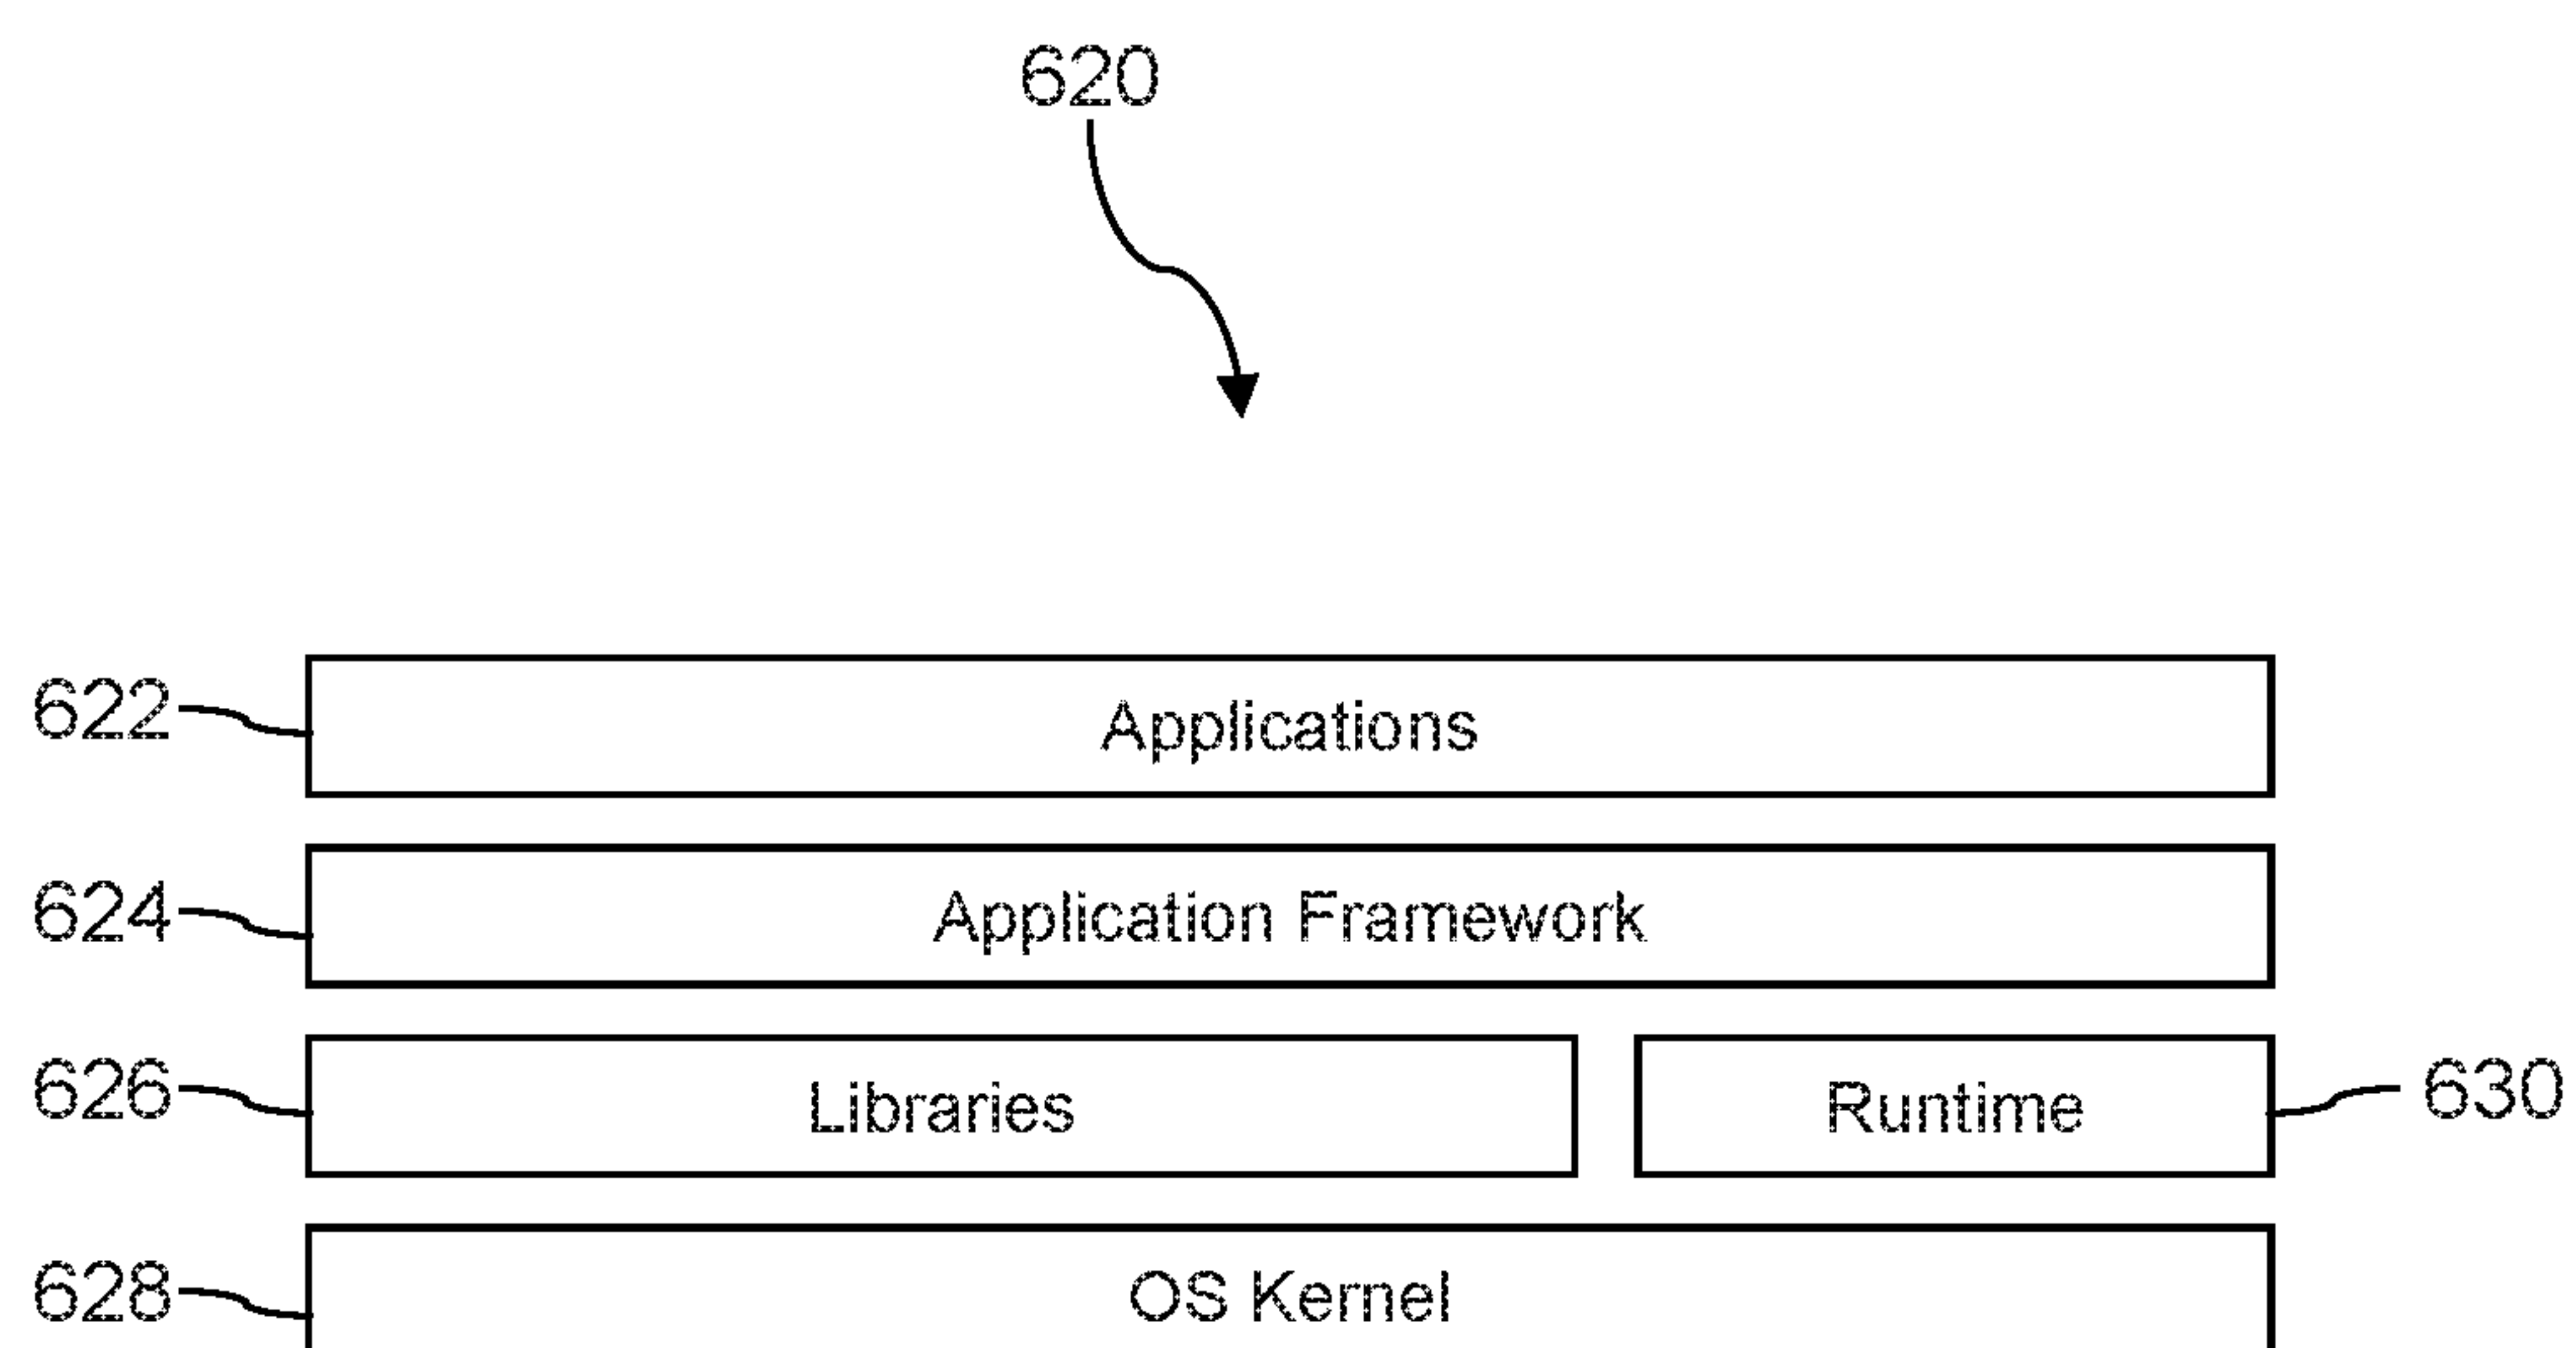 620
622 Applications
624 Application Framework
626 Libraries Runtime 630
628 OS Kernel